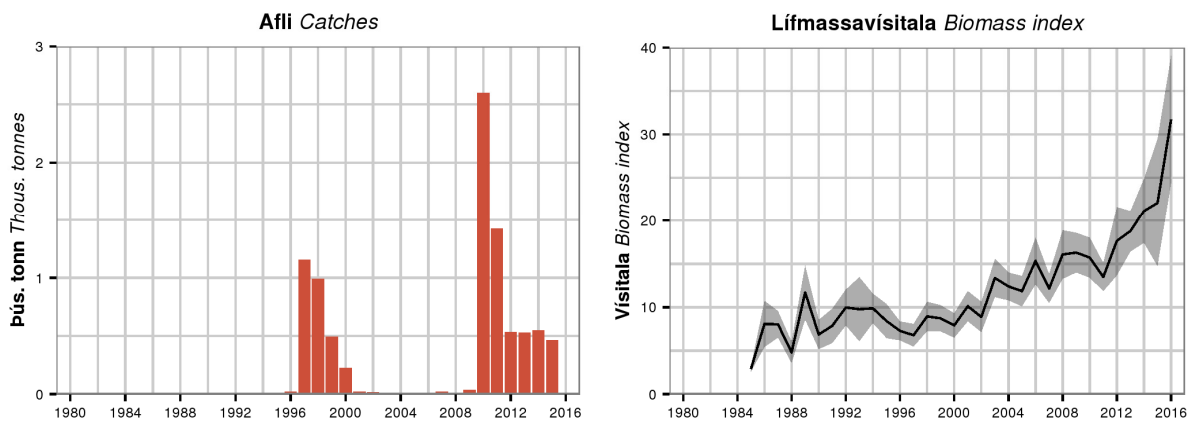 Afli Catches
Þús. tonn Thous. tonnes
3
2
1
0
1980 1984 1988 1992 1996 2000 2004 2008 2012 2016
Lífmassavísitala Biomass index
Vísitala Biomass index
40
30
20
10
0
1980 1984 1988 1992 1996 2000 2004 2008 2012 2016